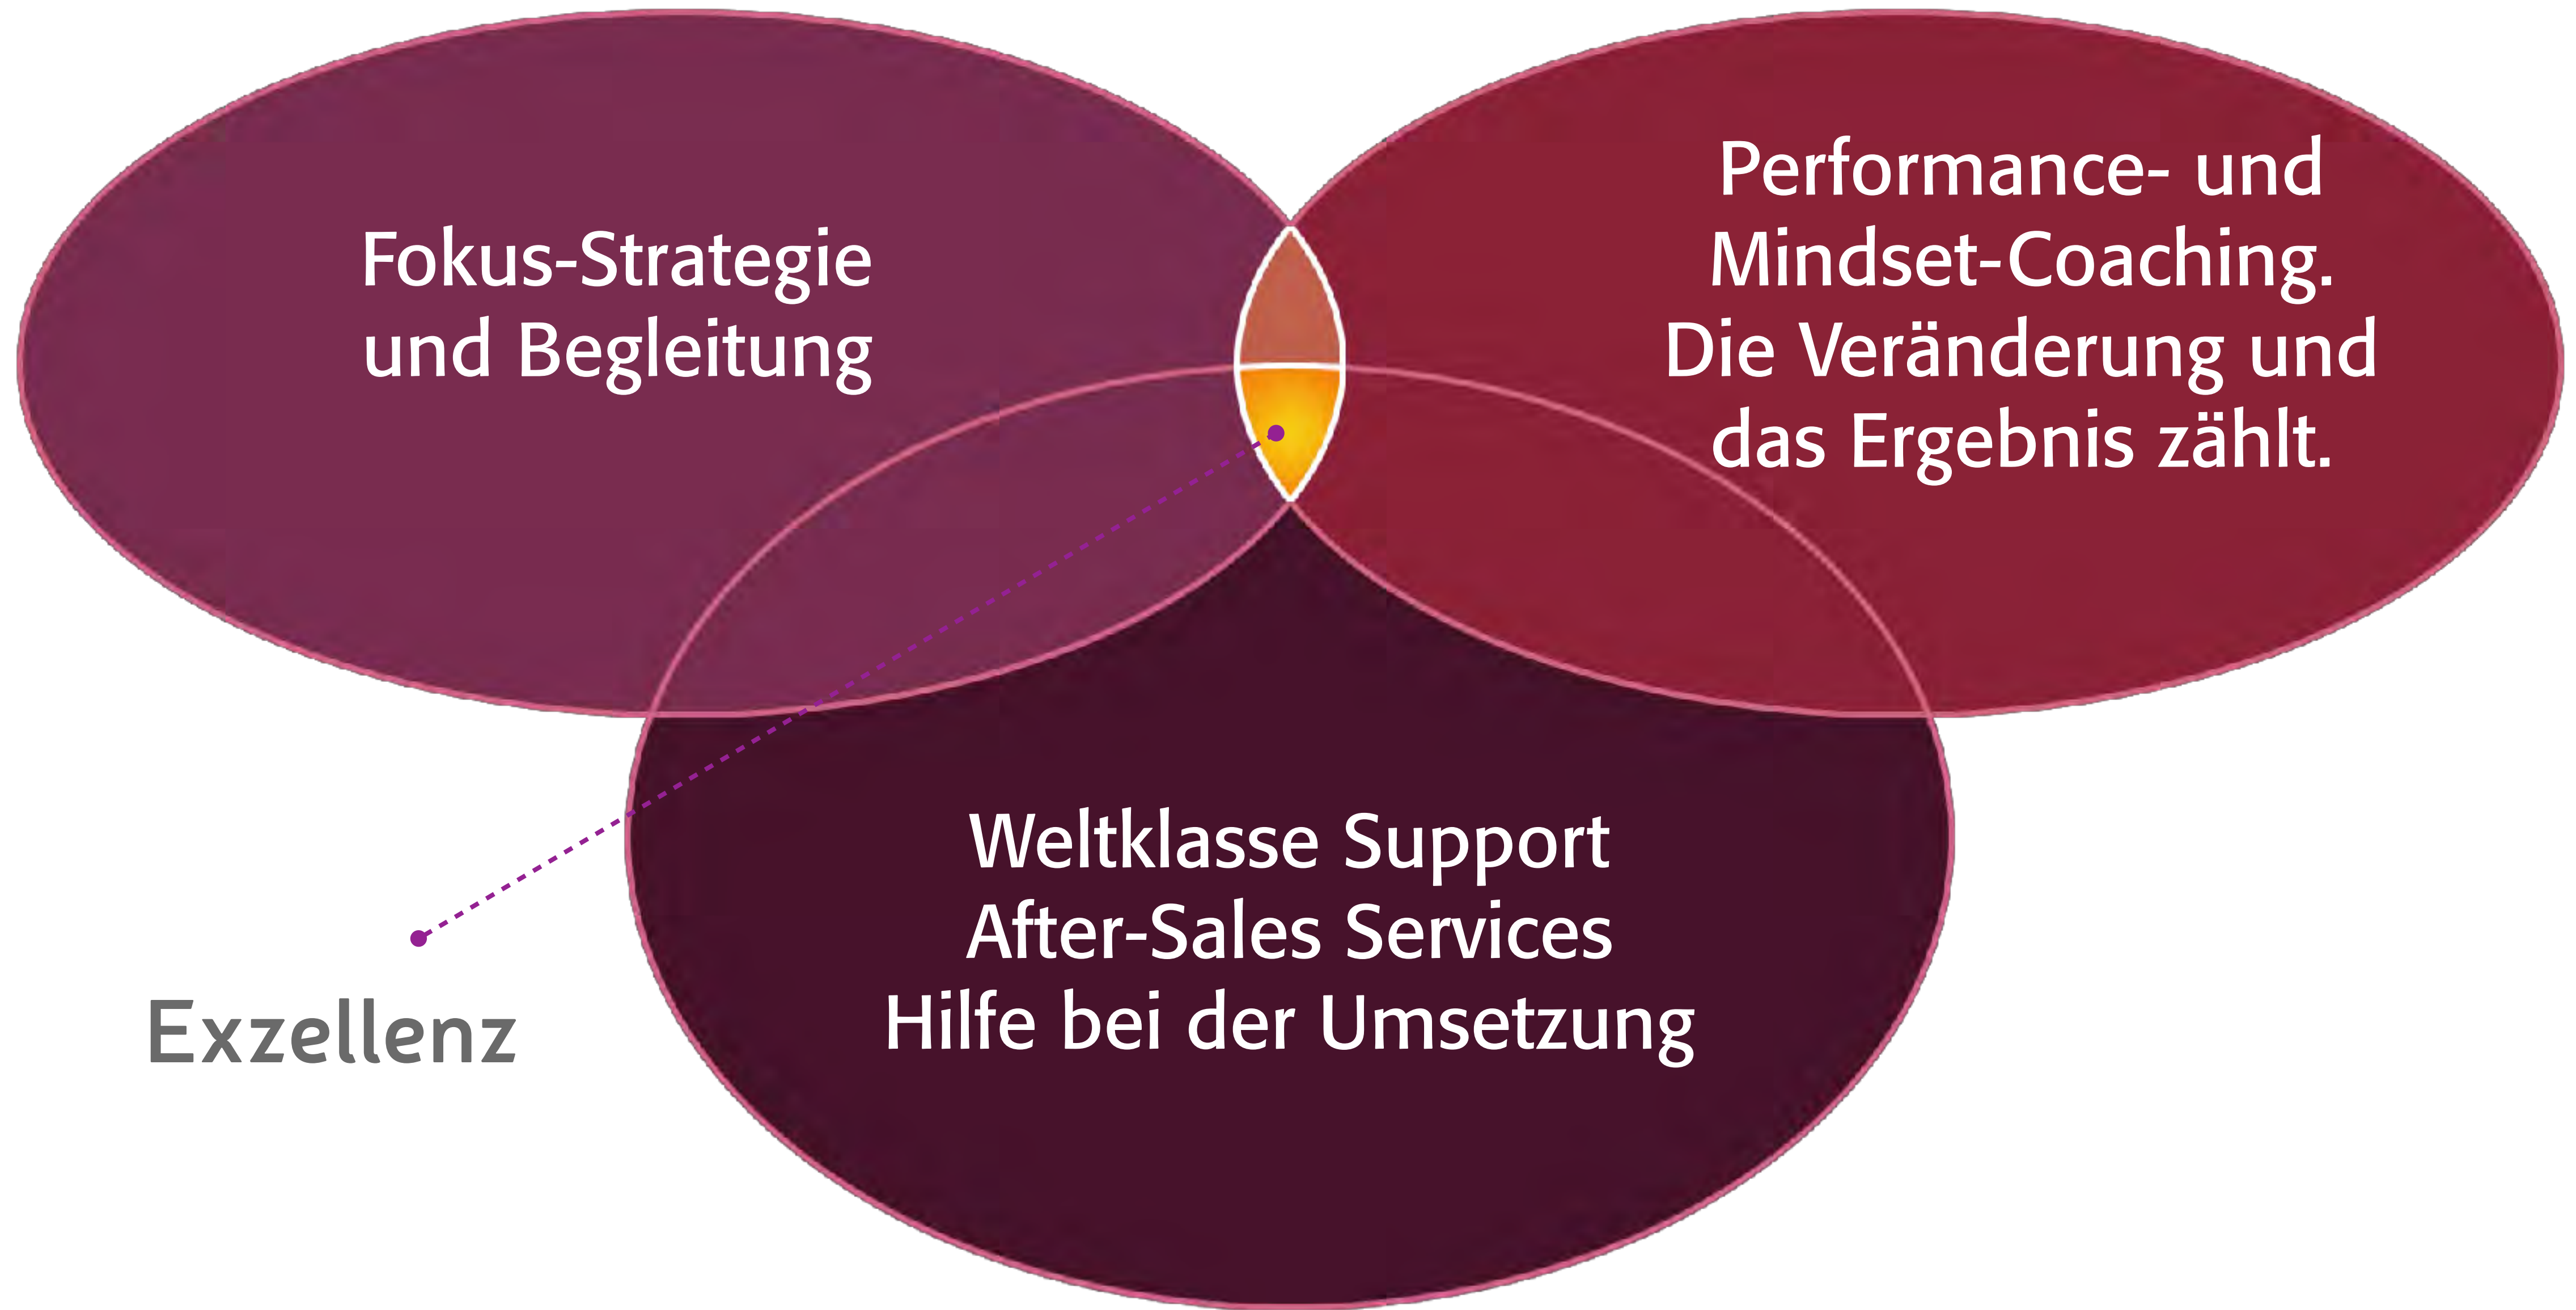 Fokus-Strategie
und Begleitung
Performance- und
Mindset-Coaching.
Die Veränderung und
das Ergebnis zählt.
Weltklasse Support
After-Sales Services
Hilfe bei der Umsetzung
Exzellenz